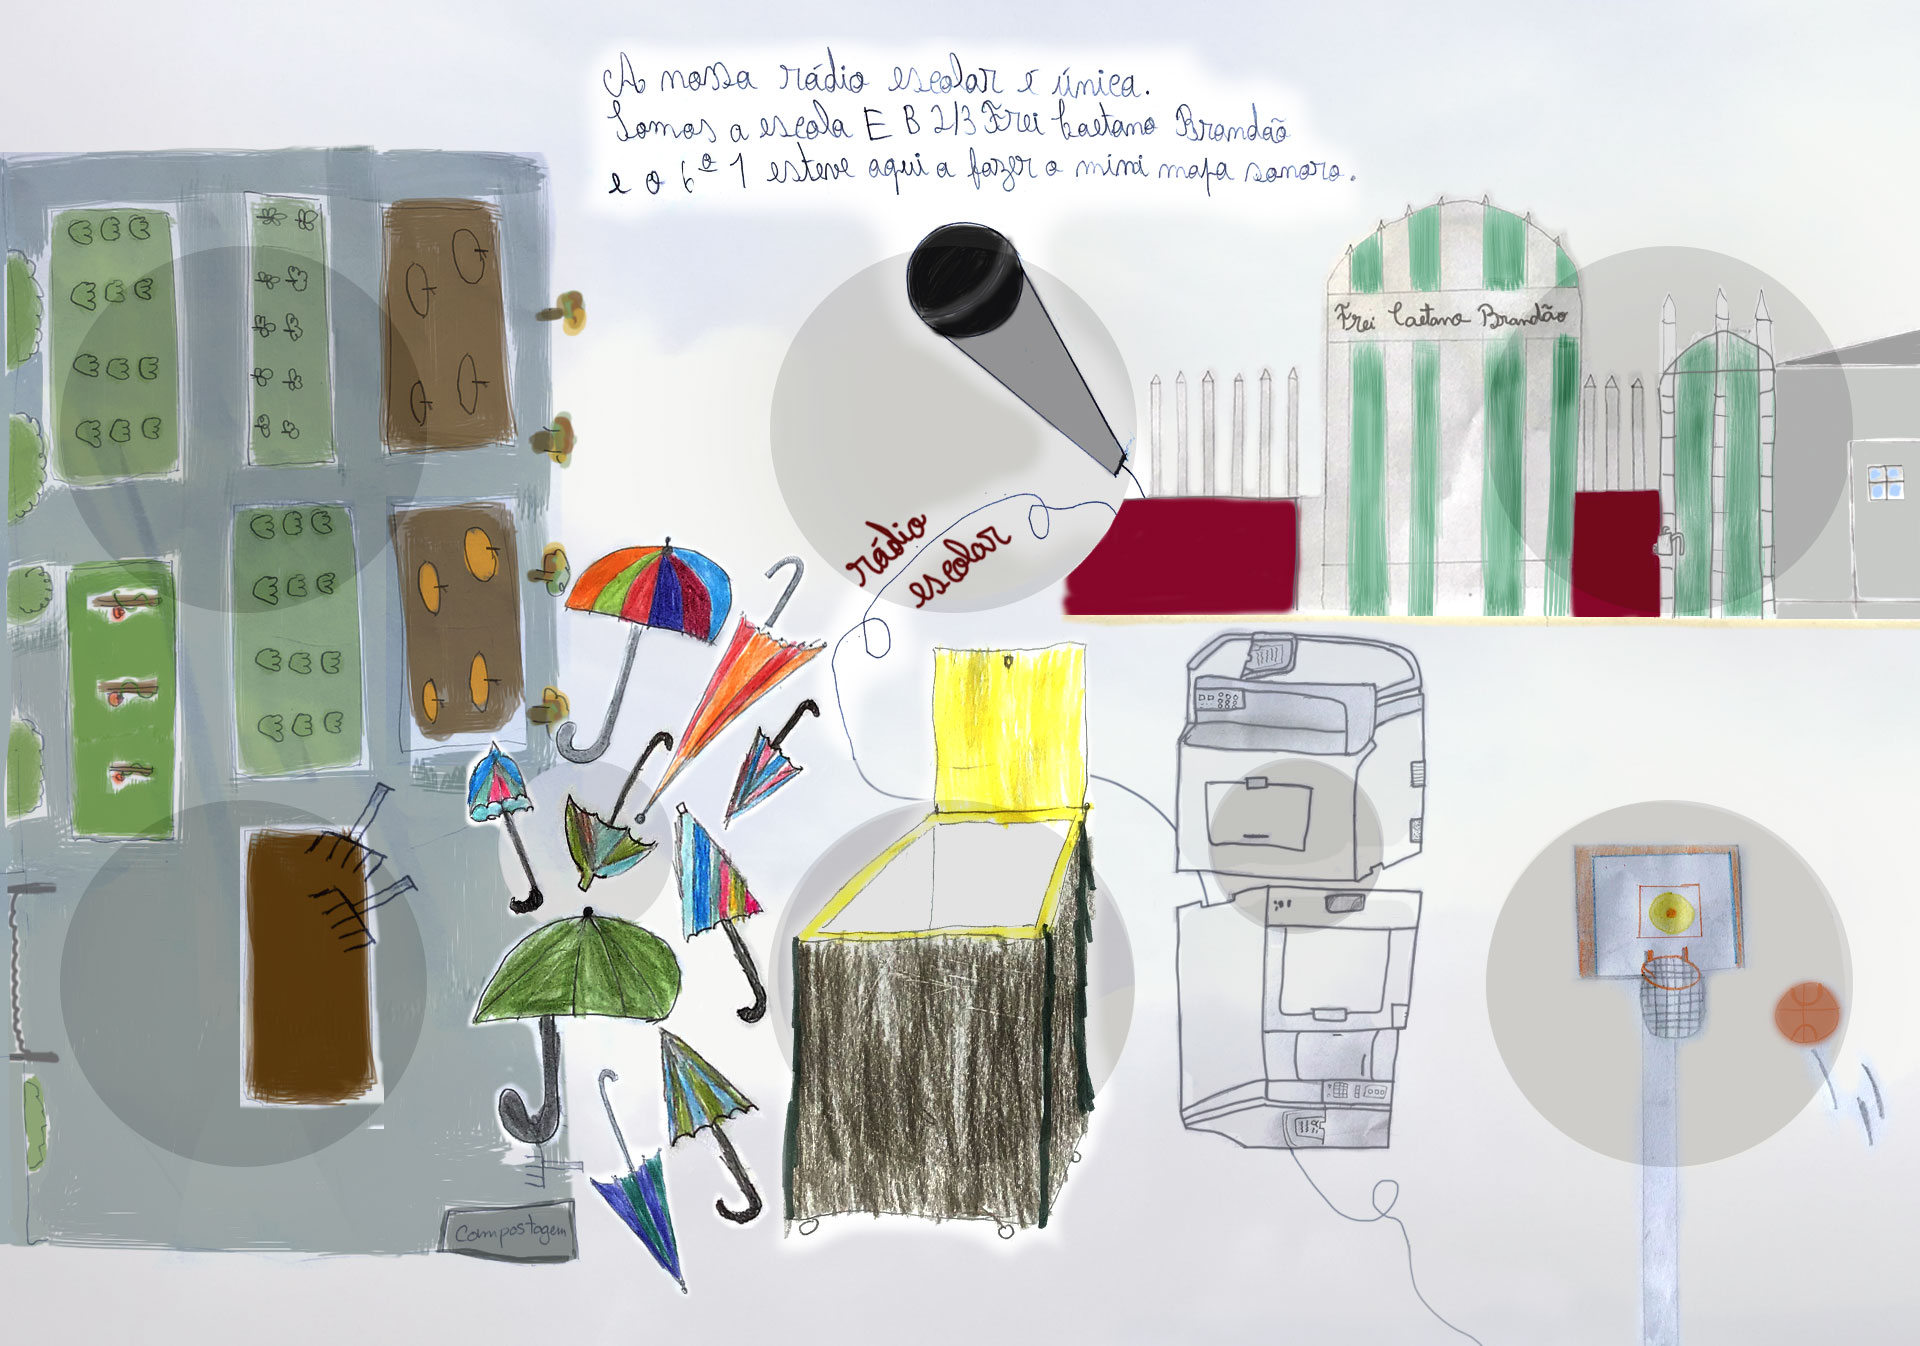 A nossa rádio escolar é única.
Somos a escola E B 2/3 Frei Caetano Brandão
e o 6º 1 esteve aqui a fazer o mini mapa sonoro.
Frei Caetano Brandão
rádio
escolar
Compostagem